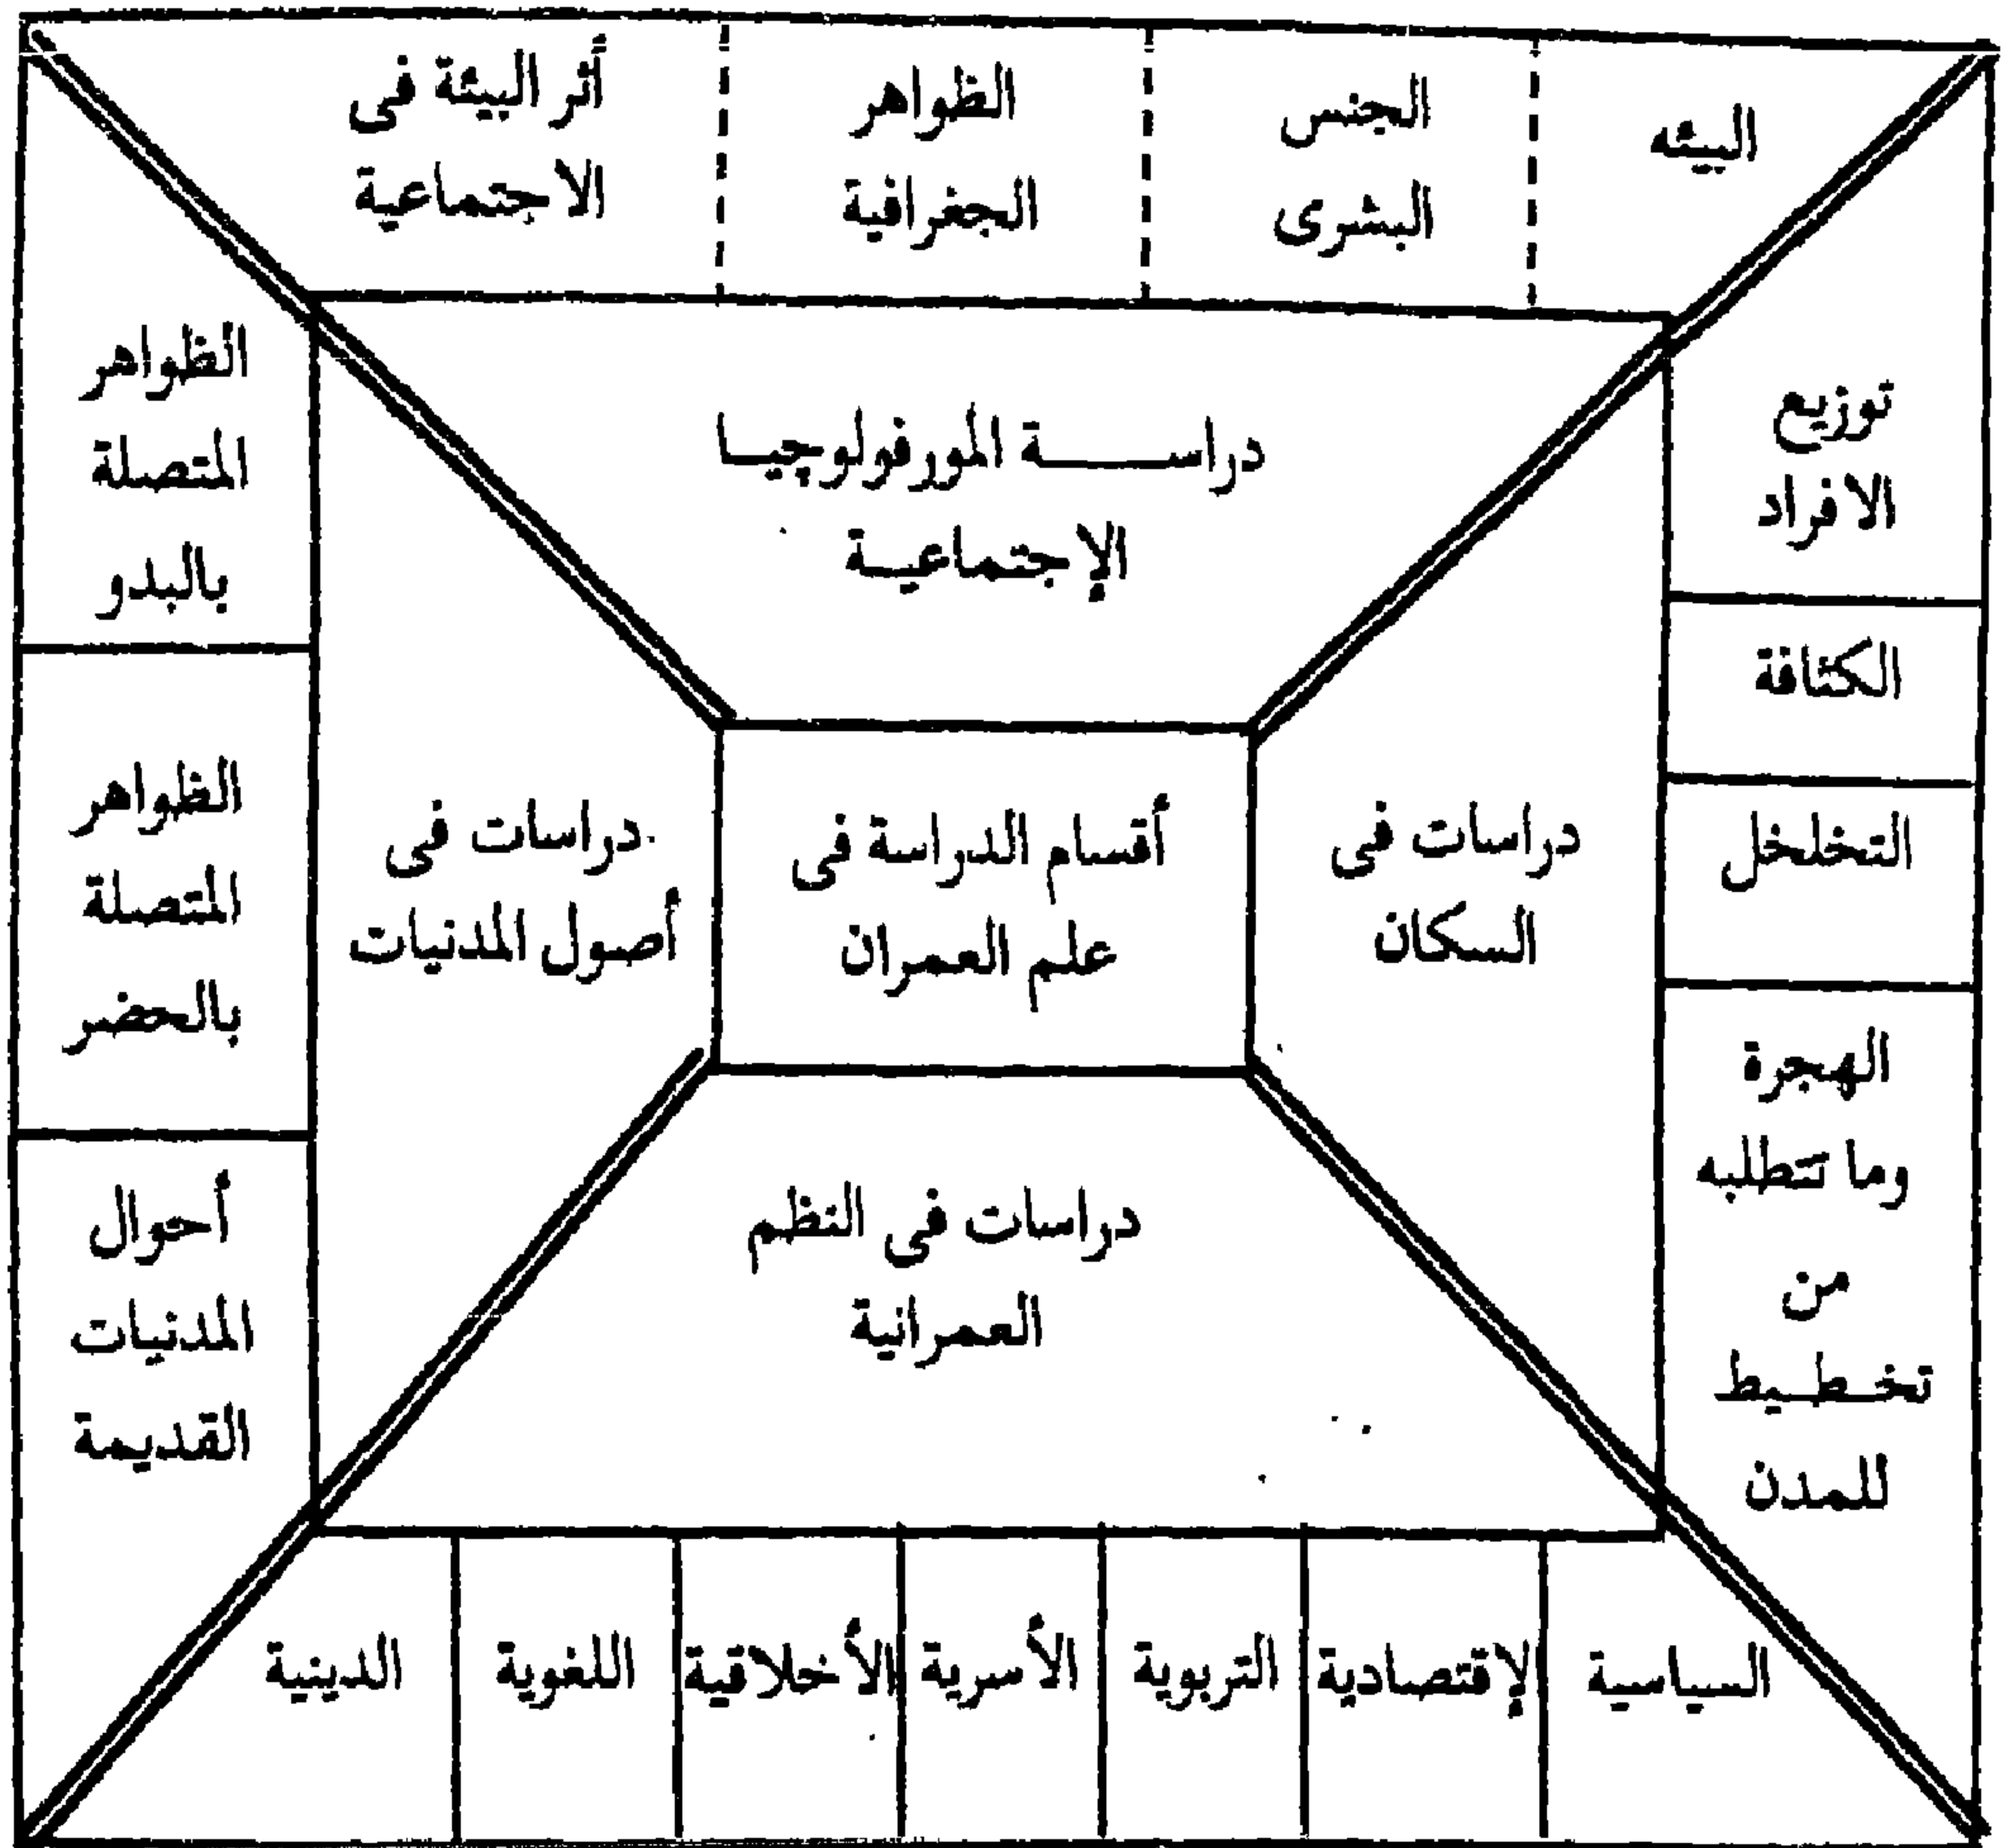 البيئه
الجنس
البشرى
الظواهر
الجغرافية
أثر البيئة فى
الاجتماعية
دراسة المورفولوچيا
الإجتماعية
توزيع
الافراد
الكثافة
التخلخل
الهجرة
وما تتطلبه
من
تخطيط
للمدن
دراسات فى
السكان
أقسام الدراسة فى
علم العمران
دراسات فى
أصول المدنيات
الظواهر
المتصلة
بالبدو
الظواهر
المتصلة
بالحضر
أحوال
المدنيات
القديمة
دراسات فى النظم
العمرانية
السياسية
الإقتصادية
التربوية
الأسرية
الأخلاقية
اللغوية
الدينية